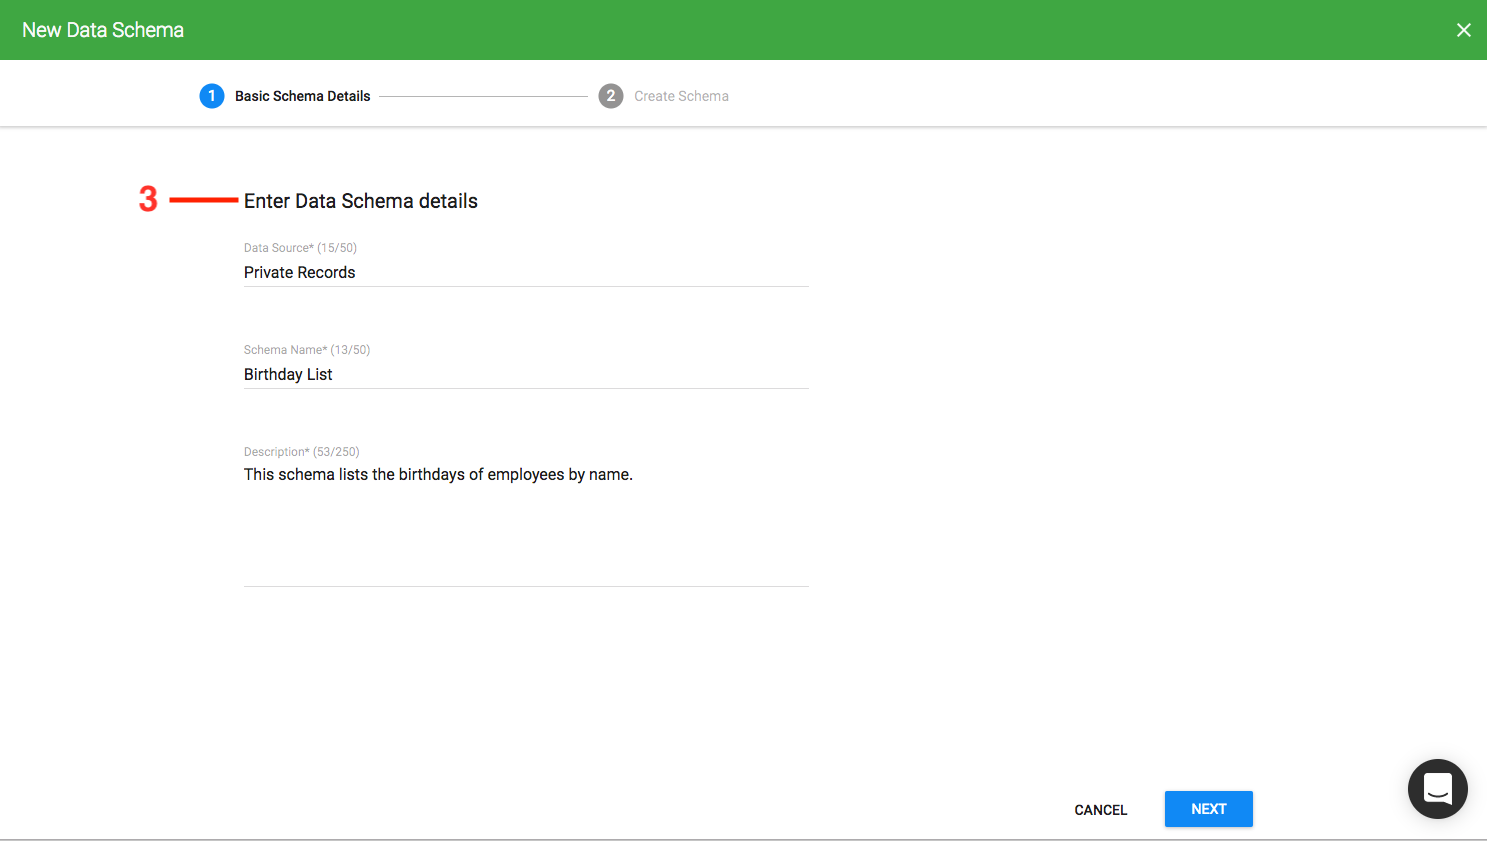 New Data Schema
1 Basic Schema Details 2 Create Schema
3 Enter Data Schema details
Data Source* (15/50)
Private Records
Schema Name* (13/50)
Birthday List
Description* (53/250)
This schema lists the birthdays of employees by name.
CANCEL NEXT